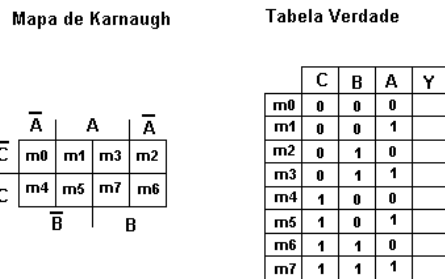 Mapa de Karnaugh
Tabela Verdade
A̅ A A̅
C̅ m0 m1 m3 m2
C m4 m5 m7 m6
B̅ B
C B A Y
m0 0 0 0
m1 0 0 1
m2 0 1 0
m3 0 1 1
m4 1 0 0
m5 1 0 1
m6 1 1 0
m7 1 1 1